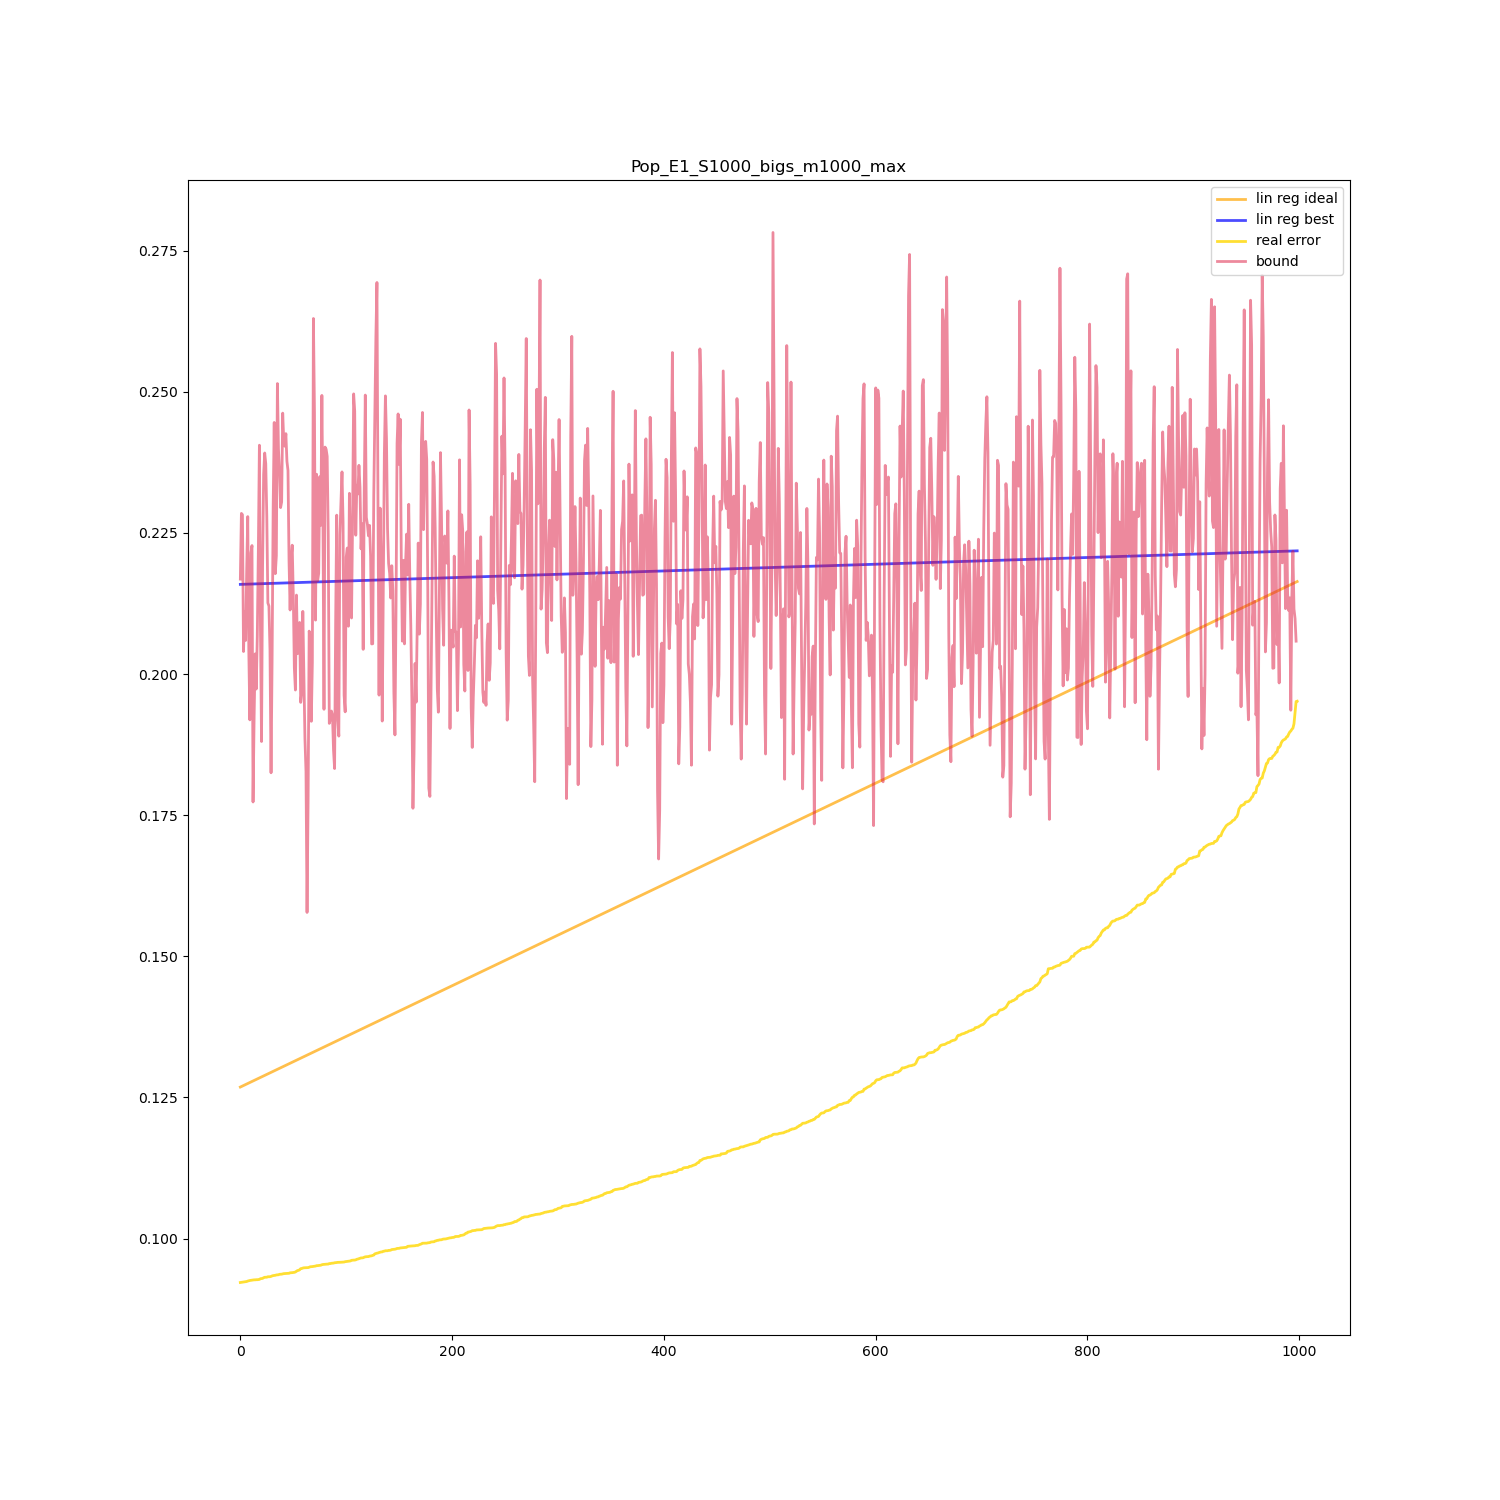 Pop_E1_S1000_bigs_m1000_max
lin reg ideal
lin reg best
real error
bound
0.275
0.250
0.225
0.200
0.175
0.150
0.125
0.100
0 200 400 600 800 1000